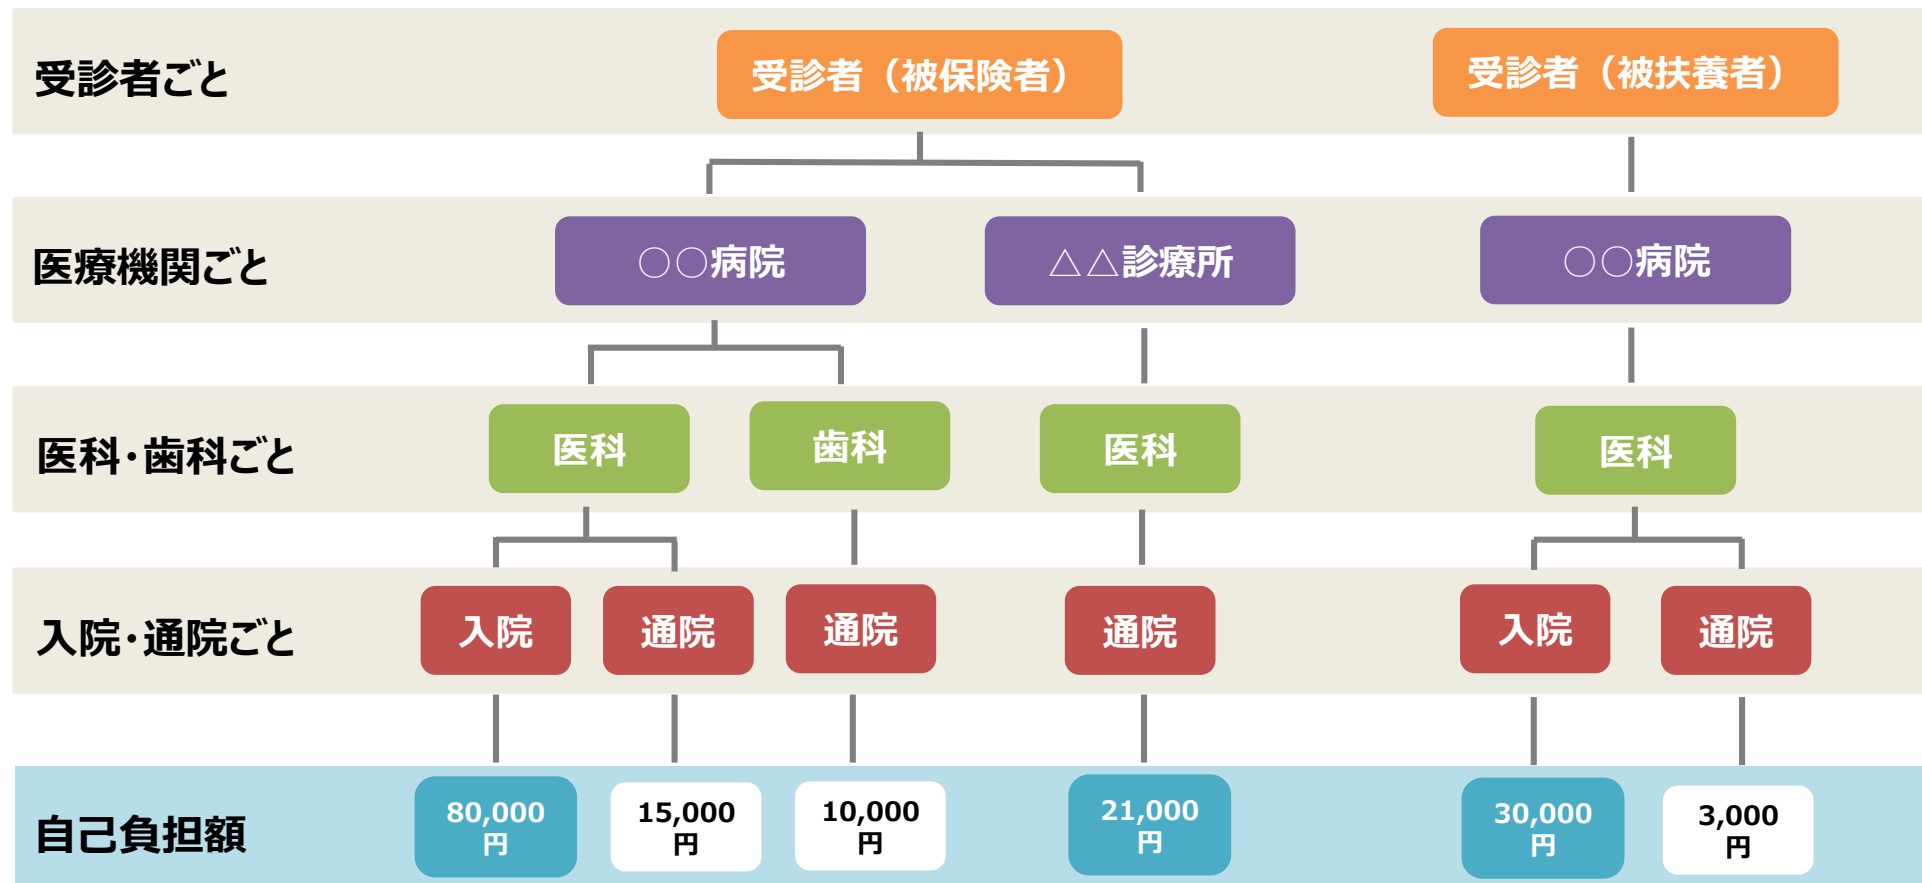 受診者ごと
受診者（被保険者）
受診者（被扶養者）
医療機関ごと
○○病院
△△診療所
○○病院
医科・歯科ごと
医科
歯科
医科
医科
入院・通院ごと
入院
通院
通院
通院
入院
通院
自己負担額
80,000
円
15,000
円
10,000
円
21,000
円
30,000
円
3,000
円